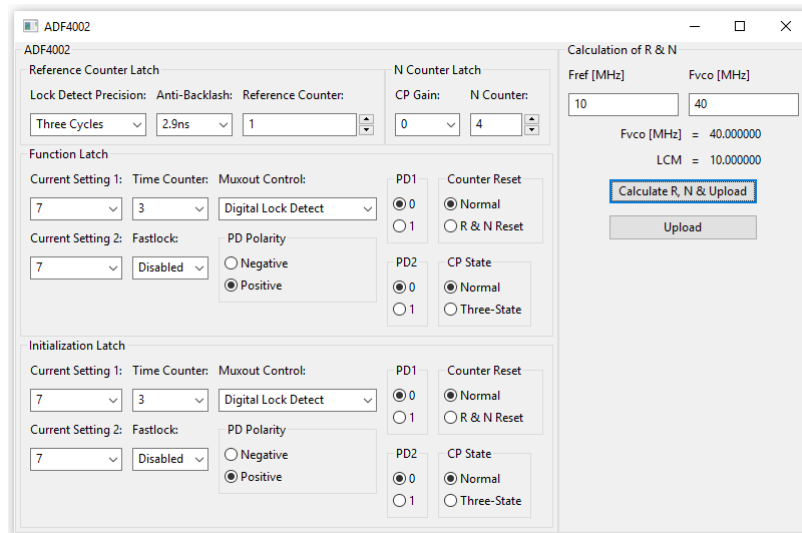 ADF4002
ADF4002
Reference Counter Latch
Lock Detect Precision: Anti-Backlash: Reference Counter:
Three Cycles 2.9ns 1
N Counter Latch
CP Gain: N Counter:
0 4
Function Latch
Current Setting 1: Time Counter: Muxout Control:
7 3 Digital Lock Detect
Current Setting 2: Fastlock:
7 Disabled
PD Polarity
Negative
Positive
PD1
0
1
Counter Reset
Normal
R & N Reset
PD2
0
1
CP State
Normal
Three-State
Initialization Latch
Current Setting 1: Time Counter: Muxout Control:
7 3 Digital Lock Detect
Current Setting 2: Fastlock:
7 Disabled
PD Polarity
Negative
Positive
PD1
0
1
Counter Reset
Normal
R & N Reset
PD2
0
1
CP State
Normal
Three-State
Calculation of R & N
Fref [MHz] Fvco [MHz]
10 40
Fvco [MHz] = 40.000000
LCM = 10.000000
Calculate R, N & Upload
Upload